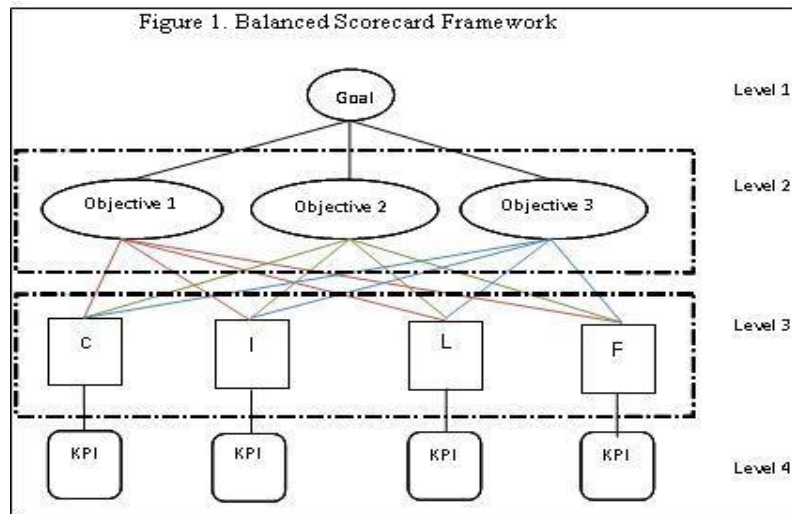 Figure 1. Balanced Scorecard Framework
Goal
Level 1
Objective 1
Objective 2
Objective 3
Level 2
C
I
L
F
Level 3
KPI
KPI
KPI
KPI
Level 4